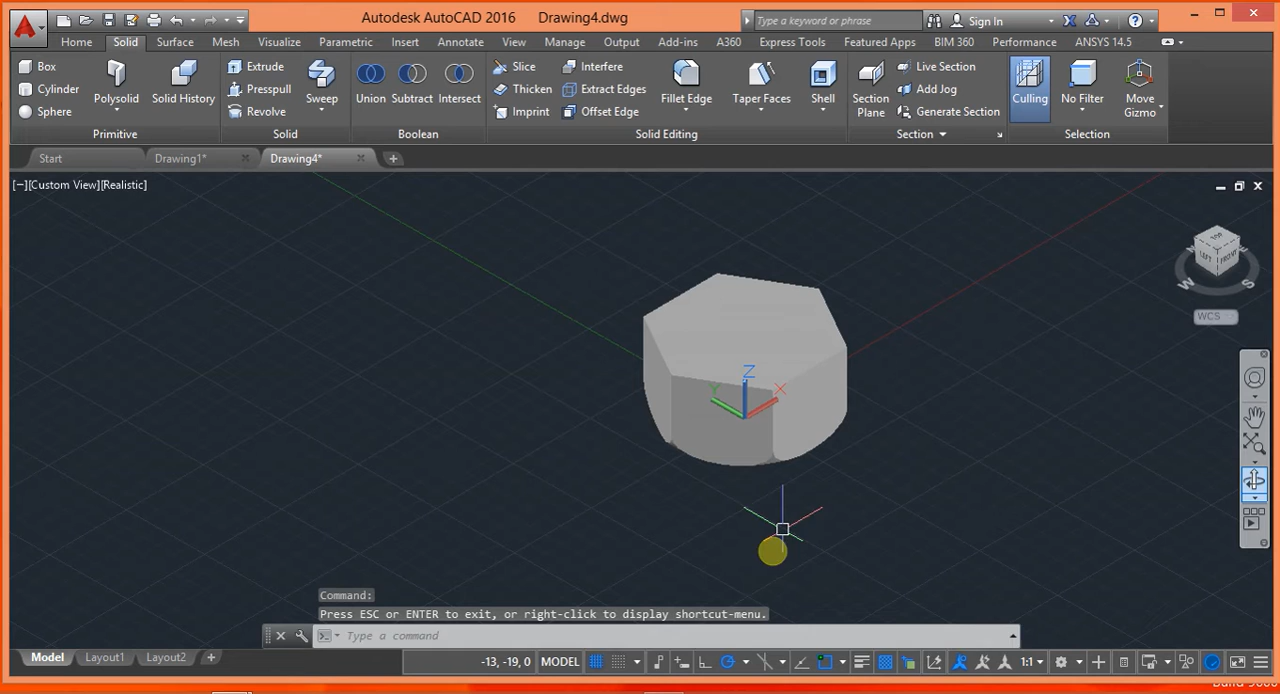 Autodesk AutoCAD 2016 Drawing4.dwg
Type a keyword or phrase
Sign In
Home Solid Surface Mesh Visualize Parametric Insert Annotate View Manage Output Add-ins A360 Express Tools Featured Apps BIM 360 Performance ANSYS 14.5
Box
Cylinder
Sphere
Polysolid
Solid History
Extrude
Presspull
Revolve
Sweep
Union
Subtract
Intersect
Slice
Thicken
Imprint
Interfere
Extract Edges
Offset Edge
Fillet Edge
Taper Faces
Shell
Section
Plane
Live Section
Add Jog
Generate Section
Culling
No Filter
Move
Gizmo
Primitive Solid Boolean Solid Editing Section Selection
Start Drawing1* Drawing4*
[−][Custom View][Realistic]
TOP
LEFT FRONT
W S
WCS
Z
Y X
Command:
Press ESC or ENTER to exit, or right-click to display shortcut-menu.
Type a command
Model Layout1 Layout2
-13, -19, 0 MODEL 1:1